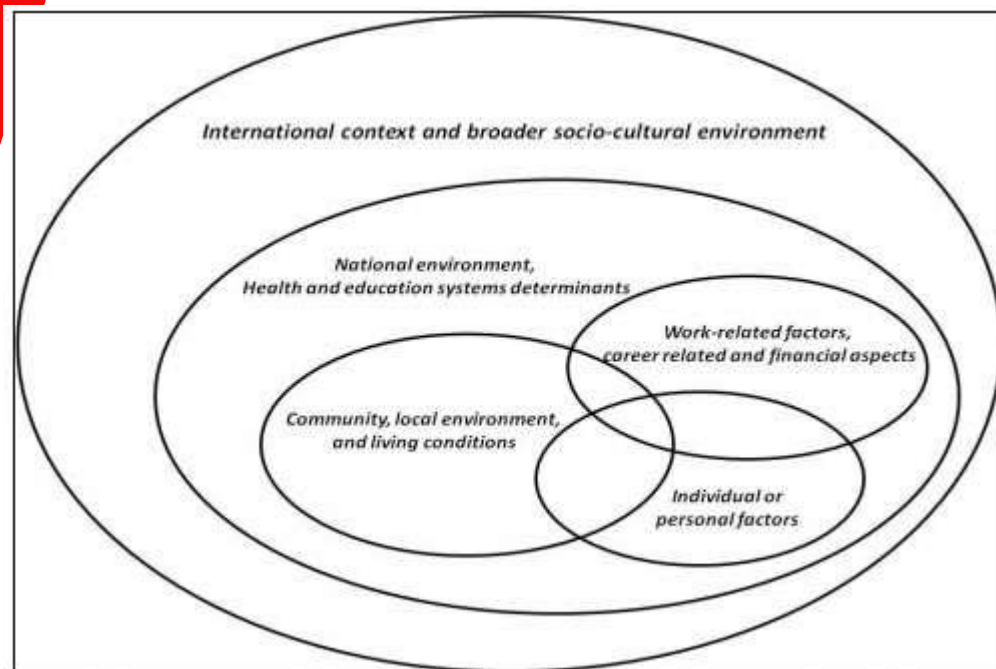 International context and broader socio-cultural environment
National environment,
Health and education systems determinants
Work-related factors,
career related and financial aspects
Community, local environment,
and living conditions
Individual or
personal factors